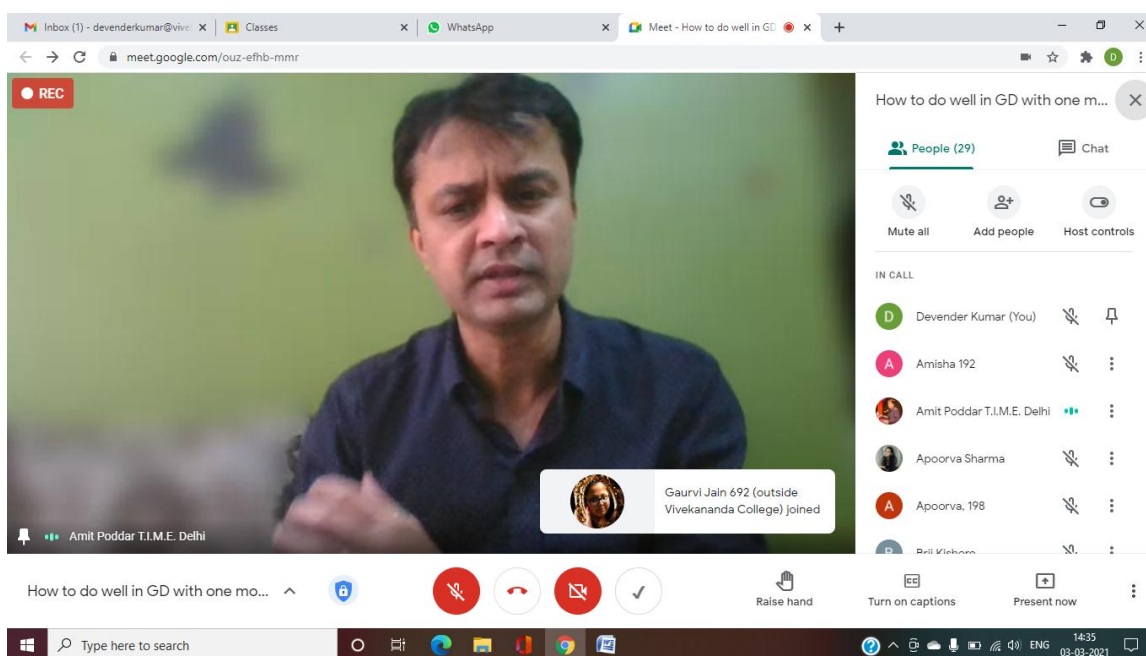 Inbox (1) - devenderkumar@vive
Classes
WhatsApp
Meet - How to do well in GD
meet.google.com/ouz-efhb-mmr
D
REC
How to do well in GD with one m...
People (29)
Chat
Mute all
Add people
Host controls
IN CALL
D Devender Kumar (You)
A Amisha 192
Amit Poddar T.I.M.E. Delhi
Apoorva Sharma
A Apoorva, 198
B Brij Kishore
Gaurvi Jain 692 (outside
Vivekananda College) joined
Amit Poddar T.I.M.E. Delhi
How to do well in GD with one mo...
Raise hand
CC
Turn on captions
Present now
Type here to search
ENG
14:35
03-03-2021